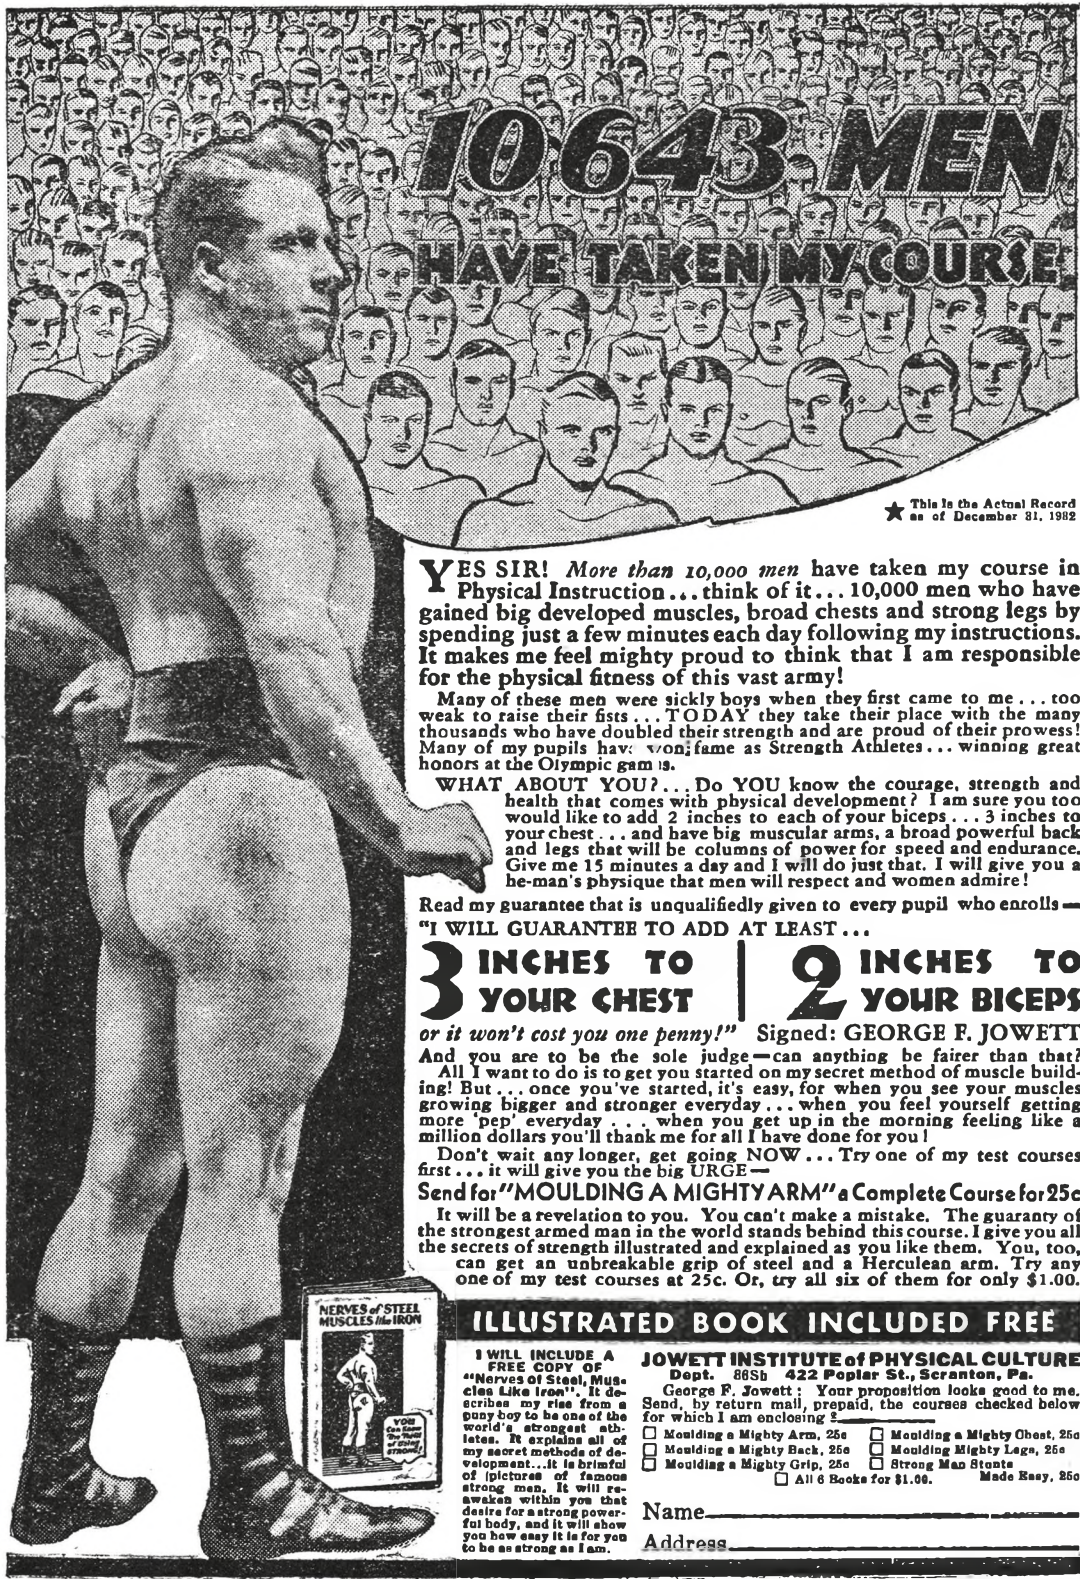 10643 MEN
HAVE TAKEN MY COURSE
★ This Is the Actual Record
as of December 31, 1932
YES SIR! More than 10,000 men have taken my course in
Physical Instruction... think of it... 10,000 men who have
gained big developed muscles, broad chests and strong legs by
spending just a few minutes each day following my instructions.
It makes me feel mighty proud to think that I am responsible
for the physical fitness of this vast army!
Many of these men were sickly boys when they first came to me ... too
weak to raise their fists ... TODAY they take their place with the many
thousands who have doubled their strength and are proud of their prowess!
Many of my pupils have won fame as Strength Athletes ... winning great
honors at the Olympic games.
WHAT ABOUT YOU?... Do YOU know the courage, strength and
health that comes with physical development? I am sure you too
would like to add 2 inches to each of your biceps ... 3 inches to
your chest ... and have big muscular arms, a broad powerful back
and legs that will be columns of power for speed and endurance.
Give me 15 minutes a day and I will do just that. I will give you a
he-man's physique that men will respect and women admire!
Read my guarantee that is unqualifiedly given to every pupil who enrolls—
"I WILL GUARANTEE TO ADD AT LEAST...
3 INCHES TO YOUR CHEST | 2 INCHES TO YOUR BICEPS
or it won't cost you one penny!" Signed: GEORGE F. JOWETT
And you are to be the sole judge—can anything be fairer than that?
All I want to do is to get you started on my secret method of muscle build-
ing! But ... once you've started, it's easy, for when you see your muscles
growing bigger and stronger everyday ... when you feel yourself getting
more 'pep' everyday . . . when you get up in the morning feeling like a
million dollars you'll thank me for all I have done for you!
Don't wait any longer, get going NOW ... Try one of my test courses
first ... it will give you the big URGE—
Send for "MOULDING A MIGHTY ARM" a Complete Course for 25c
It will be a revelation to you. You can't make a mistake. The guaranty of
the strongest armed man in the world stands behind this course. I give you all
the secrets of strength illustrated and explained as you like them. You, too,
can get an unbreakable grip of steel and a Herculean arm. Try any
one of my test courses at 25c. Or, try all six of them for only $1.00.
NERVES of STEEL
MUSCLES like IRON
YOU
Can Know
The Thrill
of Being
STRONG!
ILLUSTRATED BOOK INCLUDED FREE
I WILL INCLUDE A
FREE COPY OF
"Nerves of Steel, Mus-
cles Like Iron". It de-
scribes my rise from a
puny boy to be one of the
world's strongest ath-
letes. It explains all of
my secret methods of de-
velopment...it is brimful
of pictures of famous
strong men. It will re-
awaken within you that
desire for a strong power-
ful body, and it will show
you how easy it is for you
to be as strong as I am.
JOWETT INSTITUTE of PHYSICAL CULTURE
Dept. 86Sb 422 Poplar St., Scranton, Pa.
George F. Jowett: Your proposition looks good to me.
Send, by return mail, prepaid, the courses checked below
for which I am enclosing $
☐ Moulding a Mighty Arm, 25c ☐ Moulding a Mighty Chest, 25c
☐ Moulding a Mighty Back, 25c ☐ Moulding Mighty Legs, 25c
☐ Moulding a Mighty Grip, 25c ☐ Strong Man Stunts
☐ All 6 Books for $1.00. Made Easy, 25c
Name
Address